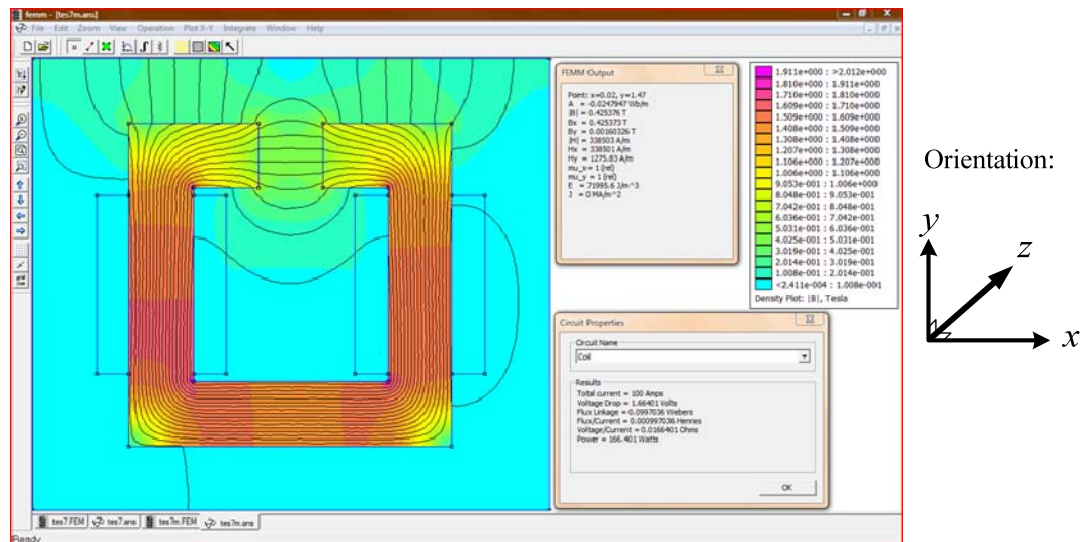 femm - [tes7m.ans]
File Edit Zoom View Operation Plot X-Y Integrate Window Help
FEMM Output
Point: x=0.02, y=1.47
A = -0.0247947 Wb/m
|B| = 0.425376 T
Bx = 0.425373 T
By = 0.00160326 T
|H| = 338503 A/m
Hx = 338501 A/m
Hy = 1275.83 A/m
mu_x = 1 (rel)
mu_y = 1 (rel)
E = 71995.6 J/m^3
J = 0 MA/m^2
1.911e+000 : >2.012e+000
1.810e+000 : 1.911e+000
1.710e+000 : 1.810e+000
1.609e+000 : 1.710e+000
1.509e+000 : 1.609e+000
1.408e+000 : 1.509e+000
1.308e+000 : 1.408e+000
1.207e+000 : 1.308e+000
1.106e+000 : 1.207e+000
1.006e+000 : 1.106e+000
9.053e-001 : 1.006e+000
8.048e-001 : 9.053e-001
7.042e-001 : 8.048e-001
6.036e-001 : 7.042e-001
5.031e-001 : 6.036e-001
4.025e-001 : 5.031e-001
3.019e-001 : 4.025e-001
2.014e-001 : 3.019e-001
1.008e-001 : 2.014e-001
<2.411e-004 : 1.008e-001
Density Plot: |B|, Tesla
Orientation:
y
z
x
Circuit Properties
Circuit Name
Coil
Results
Total current = 100 Amps
Voltage Drop = 1.66401 Volts
Flux Linkage = 0.0997036 Webers
Flux/Current = 0.000997036 Henries
Voltage/Current = 0.0166401 Ohms
Power = 166.401 Watts
OK
tes7.FEM tes7.ans tes7m.FEM tes7m.ans
Ready